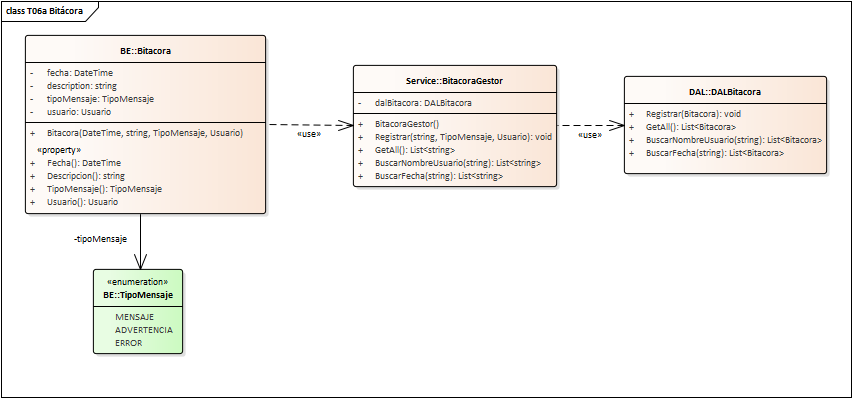 class T06a Bitácora
BE::Bitacora
- fecha: DateTime
- description: string
- tipoMensaje: TipoMensaje
- usuario: Usuario
+ Bitacora(DateTime, string, TipoMensaje, Usuario)
«property»
+ Fecha(): DateTime
+ Descripcion(): string
+ TipoMensaje(): TipoMensaje
+ Usuario(): Usuario
«use»
Service::BitacoraGestor
- dalBitacora: DALBitacora
+ BitacoraGestor()
+ Registrar(string, TipoMensaje, Usuario): void
+ GetAll(): List<string>
+ BuscarNombreUsuario(string): List<string>
+ BuscarFecha(string): List<string>
«use»
DAL::DALBitacora
+ Registrar(Bitacora): void
+ GetAll(): List<Bitacora>
+ BuscarNombreUsuario(string): List<Bitacora>
+ BuscarFecha(string): List<Bitacora>
-tipoMensaje
«enumeration»
BE::TipoMensaje
MENSAJE
ADVERTENCIA
ERROR